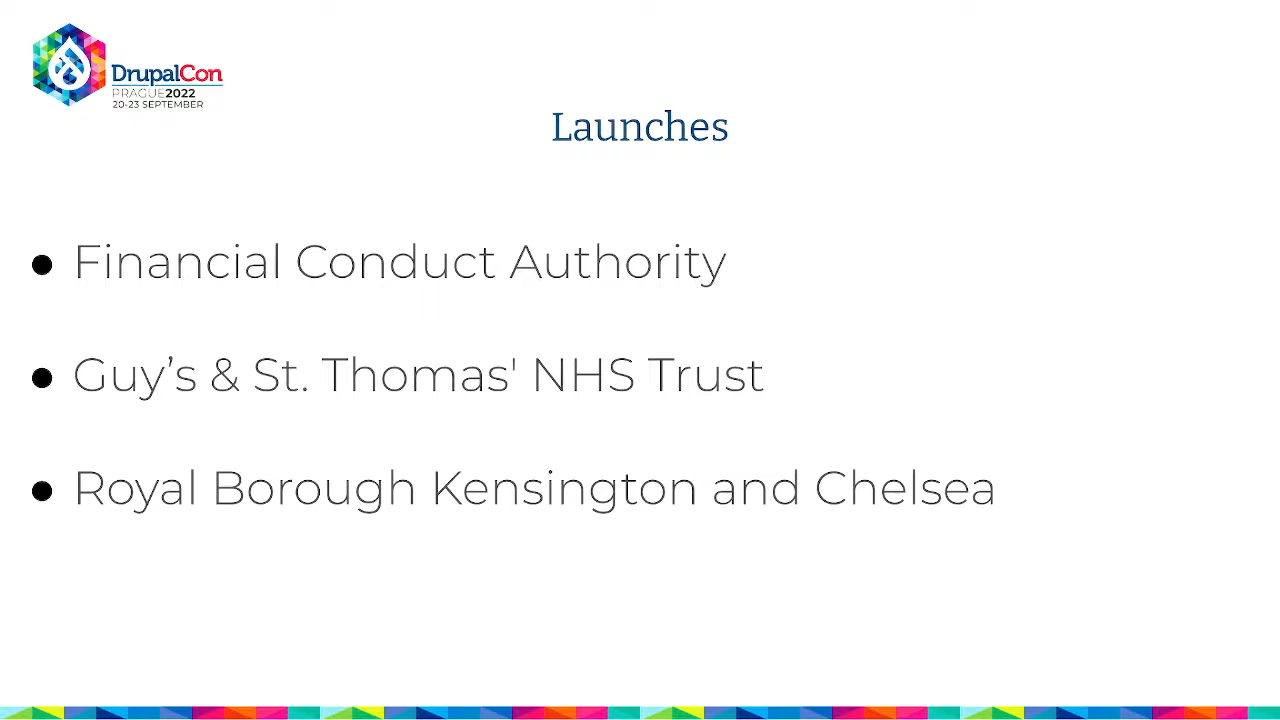 DrupalCon
PRAGUE2022
20-23 SEPTEMBER
Launches
● Financial Conduct Authority
● Guy’s & St. Thomas' NHS Trust
● Royal Borough Kensington and Chelsea